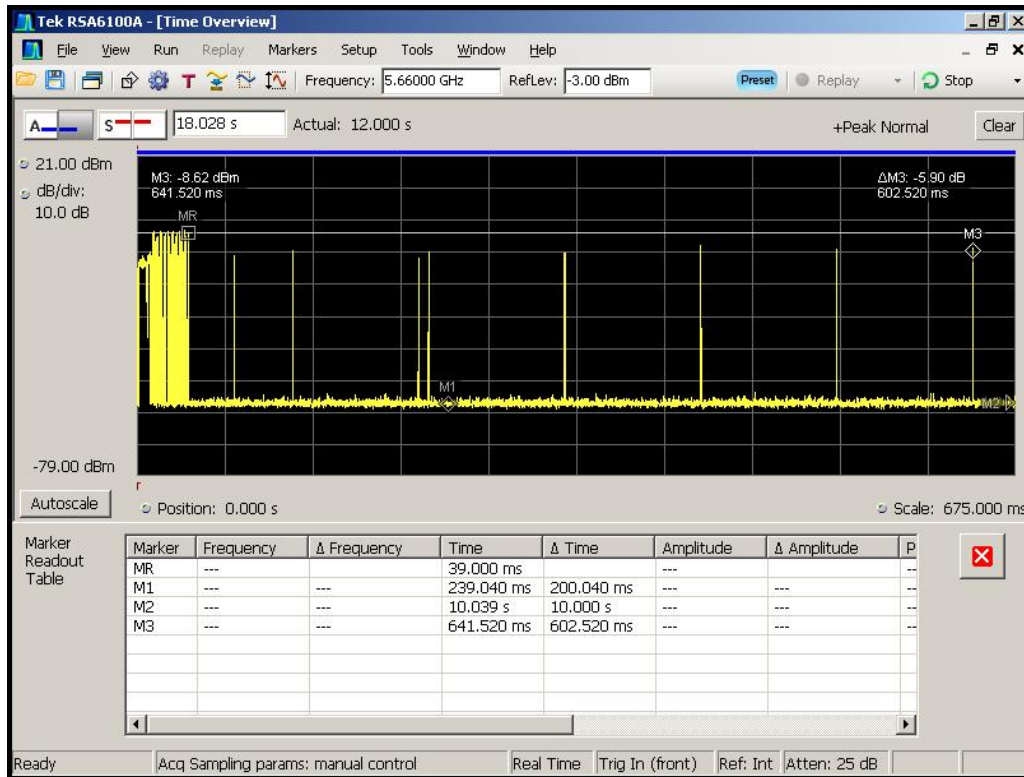 Tek RSA6100A - [Time Overview]
File View Run Replay Markers Setup Tools Window Help
T Frequency: 5.66000 GHz RefLev: -3.00 dBm Preset Replay Stop
A S 18.028 s Actual: 12.000 s +Peak Normal Clear
21.00 dBm
dB/div:
10.0 dB
M3: -8.62 dBm
641.520 ms
ΔM3: -5.90 dB
602.520 ms
MR
M3
M1
M2
-79.00 dBm
Autoscale
Position: 0.000 s Scale: 675.000 ms
Marker
Readout
Table
Marker Frequency Δ Frequency Time Δ Time Amplitude Δ Amplitude P
MR --- 39.000 ms --- --
M1 --- --- 239.040 ms 200.040 ms --- --- --
M2 --- --- 10.039 s 10.000 s --- --- --
M3 --- --- 641.520 ms 602.520 ms --- --- --
Ready Acq Sampling params: manual control Real Time Trig In (front) Ref: Int Atten: 25 dB